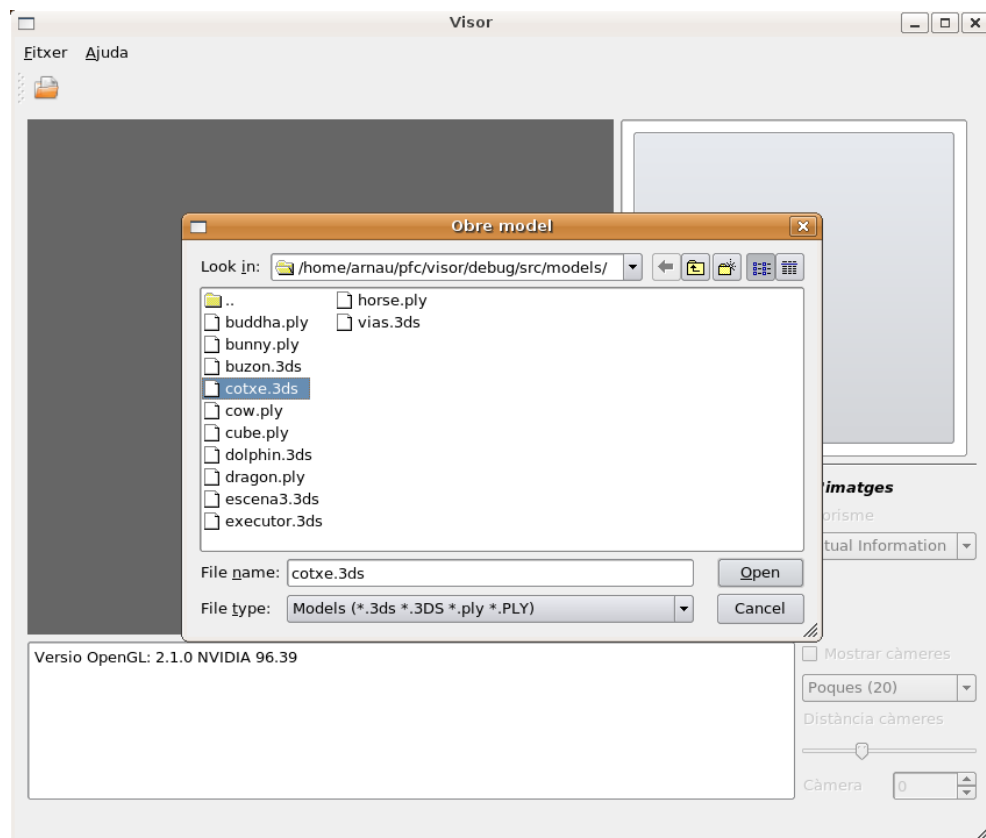 Visor
Fitxer Ajuda
Obre model
Look in: /home/arnau/pfc/visor/debug/src/models/
..
buddha.ply
bunny.ply
buzon.3ds
cotxe.3ds
cow.ply
cube.ply
dolphin.3ds
dragon.ply
escena3.3ds
executor.3ds
horse.ply
vias.3ds
File name: cotxe.3ds
Open
File type: Models (*.3ds *.3DS *.ply *.PLY)
Cancel
imatges
tual Information
Versio OpenGL: 2.1.0 NVIDIA 96.39
Mostrar càmeres
Poques (20)
Distància càmeres
Càmera 0